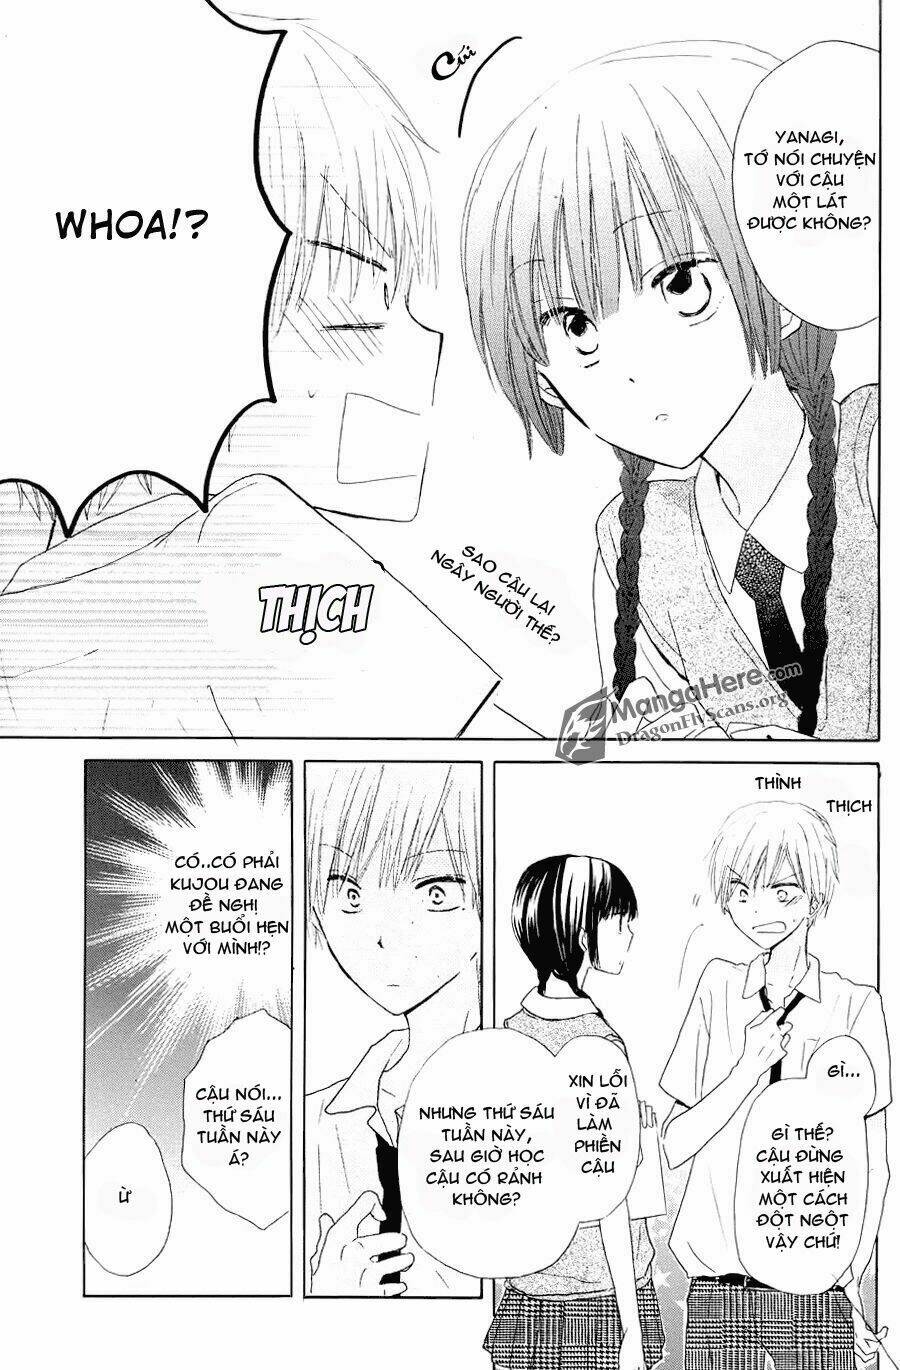 YANAGI,
TỚ NÓI CHUYỆN
VỚI CẬU
MỘT LÁT
ĐƯỢC KHÔNG?
Cúi
WHOA!?
SAO CẬU LẠI
NGÂY NGƯỜI THẾ?
THỊCH
MangaHere.com
DragonFlyScans.org
THÌNH
THỊCH
GÌ...
GÌ THẾ?
CẬU ĐỪNG
XUẤT HIỆN
MỘT CÁCH
ĐỘT NGỘT
VẬY CHỨ!
XIN LỖI
VÌ ĐÃ
LÀM
PHIỀN
CẬU
NHƯNG THỨ SÁU
TUẦN NÀY,
SAU GIỜ HỌC
CẬU CÓ RẢNH
KHÔNG?
CÓ..CÓ PHẢI
KUJOU ĐANG
ĐỀ NGHỊ
MỘT BUỔI HẸN
VỚI MÌNH!?
CẬU NÓI...
THỨ SÁU
TUẦN NÀY
Á?
Ừ